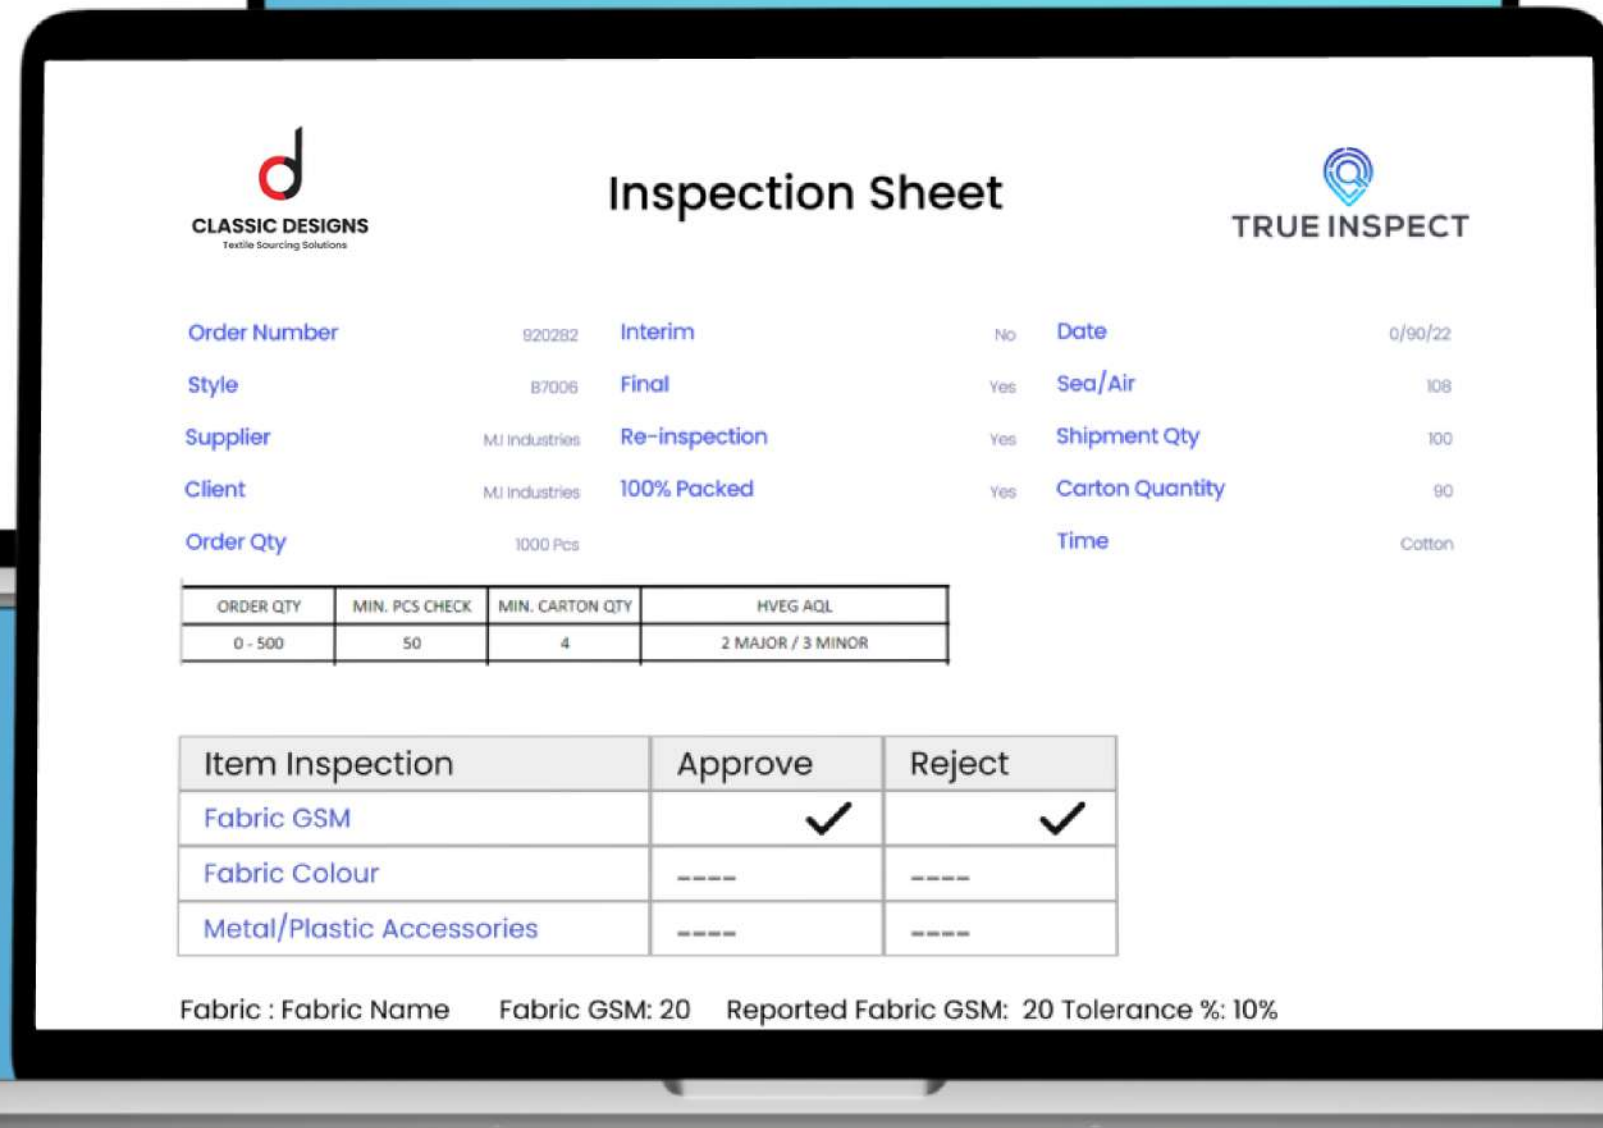 CLASSIC DESIGNS
Textile Sourcing Solutions
Inspection Sheet
TRUE INSPECT
Order Number 920282 Interim No Date 0/90/22
Style B7006 Final Yes Sea/Air 108
Supplier MJ Industries Re-inspection Yes Shipment Qty 100
Client MJ Industries 100% Packed Yes Carton Quantity 90
Order Qty 1000 Pcs Time Cotton
ORDER QTY MIN. PCS CHECK MIN. CARTON QTY HVEG AQL
0 - 500 50 4 2 MAJOR / 3 MINOR
Item Inspection Approve Reject
Fabric GSM ✓ ✓
Fabric Colour ---- ----
Metal/Plastic Accessories ---- ----
Fabric : Fabric Name Fabric GSM: 20 Reported Fabric GSM: 20 Tolerance %: 10%